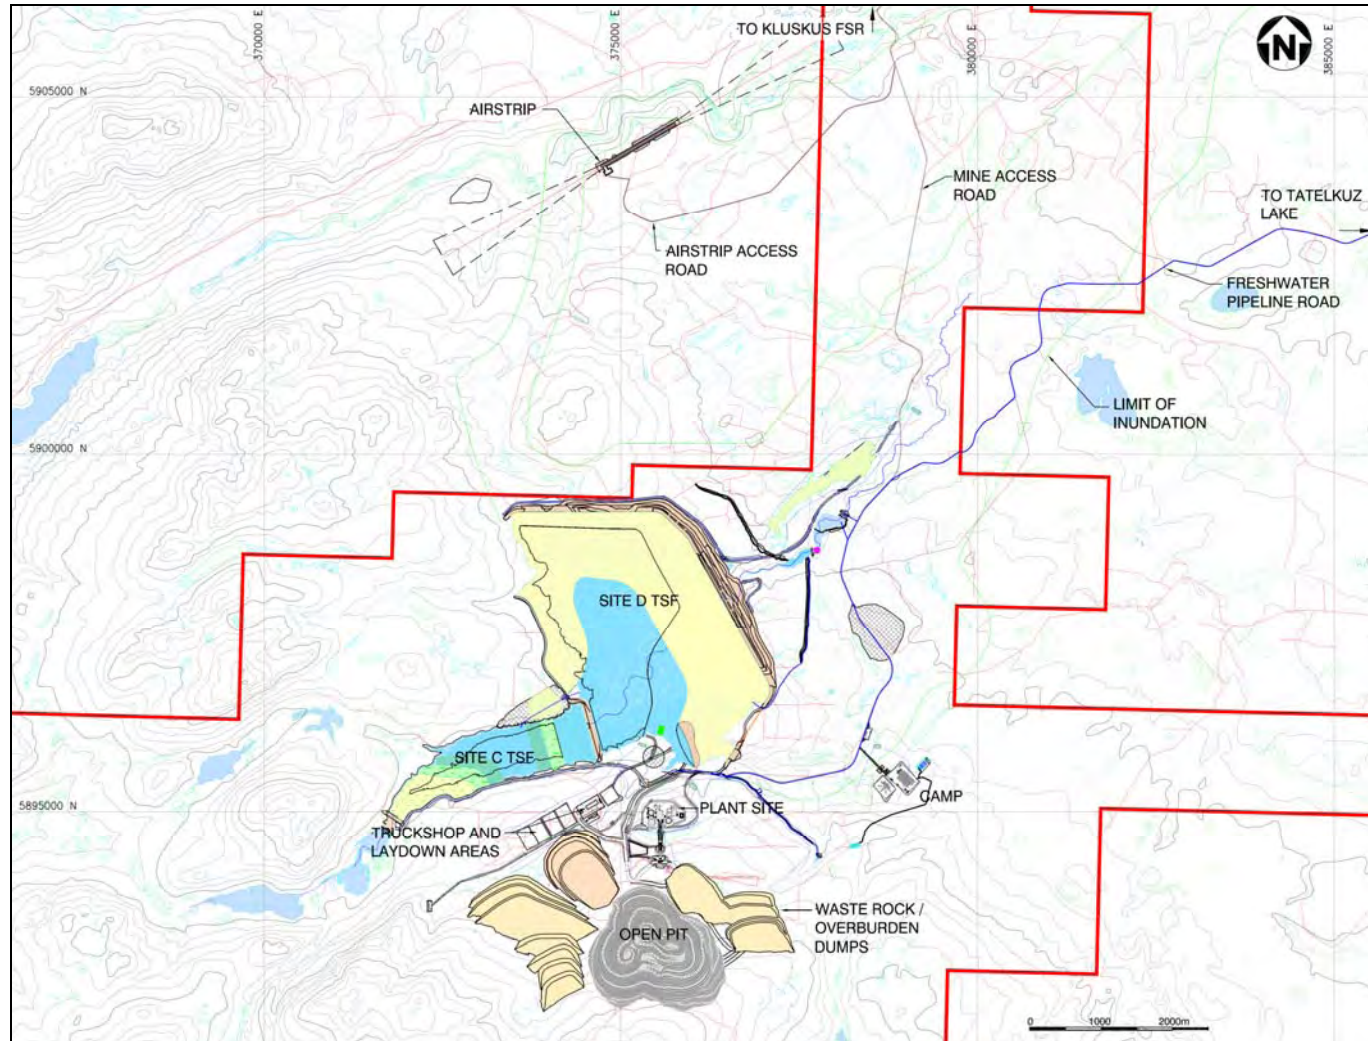 TO KLUSKUS FSR
370000 E
375000 E
380000 E
385000 E
N
5905000 N
AIRSTRIP
MINE ACCESS
ROAD
TO TATELKUZ
LAKE
AIRSTRIP ACCESS
ROAD
FRESHWATER
PIPELINE ROAD
LIMIT OF
INUNDATION
5900000 N
SITE D TSF
SITE C TSF
5895000 N
PLANT SITE
CAMP
TRUCKSHOP AND
LAYDOWN AREAS
WASTE ROCK /
OVERBURDEN
DUMPS
OPEN PIT
0 1000 2000m